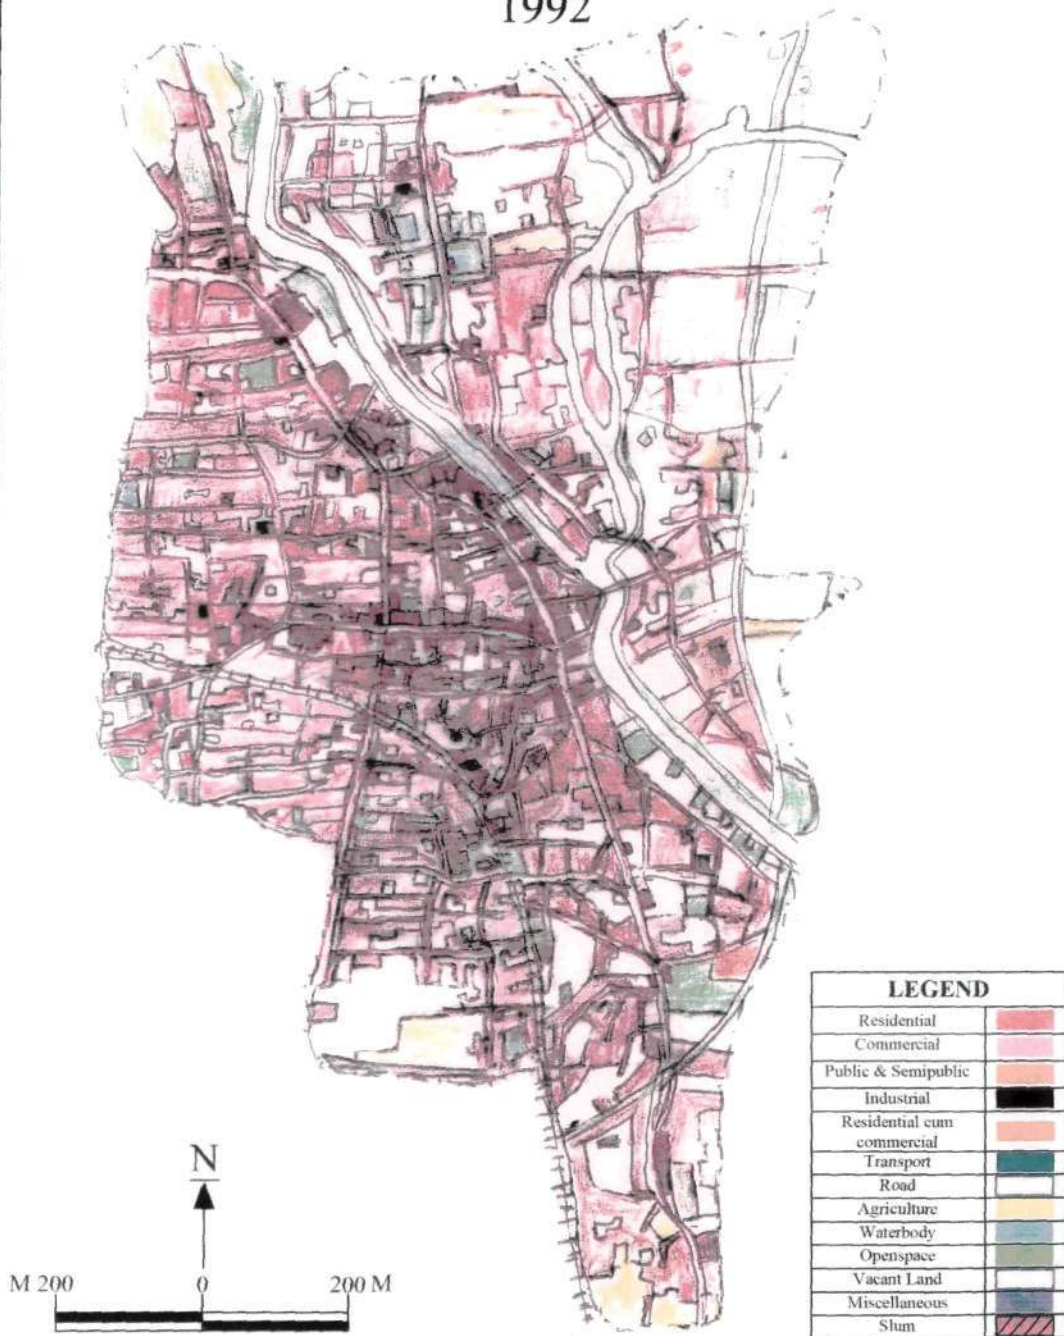 1992
LEGEND
Residential
Commercial
Public & Semipublic
Industrial
Residential cum
commercial
Transport
Road
Agriculture
Waterbody
Openspace
Vacant Land
Miscellaneous
Slum
N
M 200 0 200 M